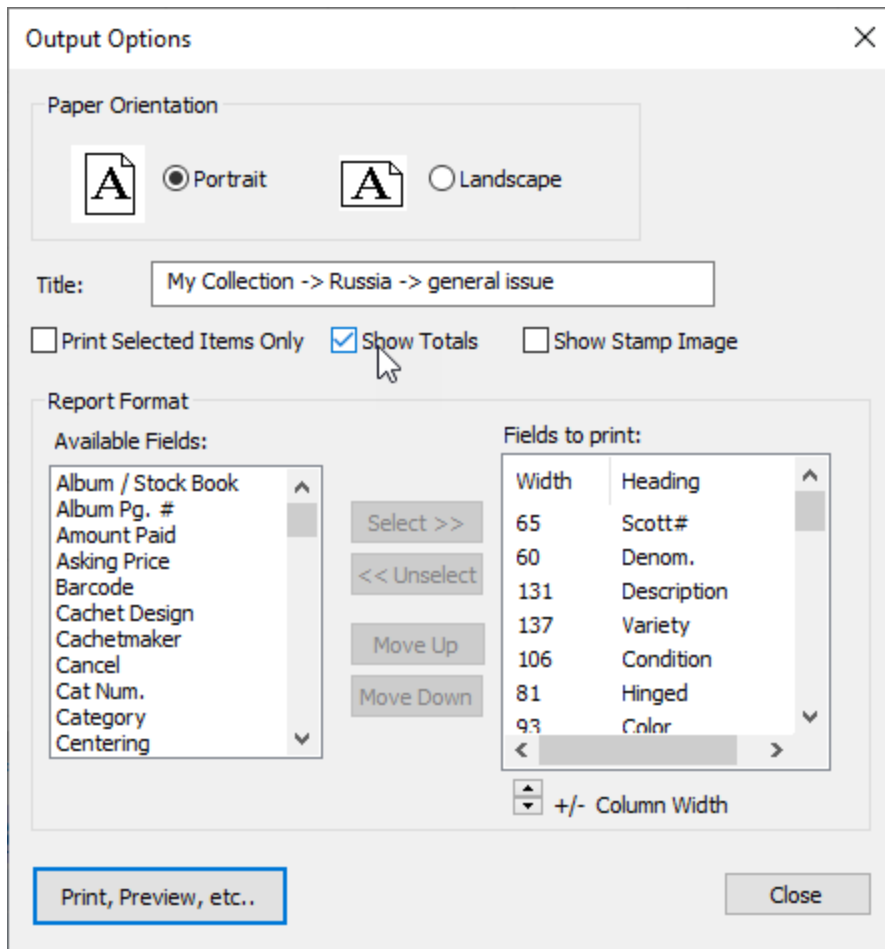 Output Options
Paper Orientation
A Portrait A Landscape
Title: My Collection -> Russia -> general issue
Print Selected Items Only Show Totals Show Stamp Image
Report Format
Available Fields: Fields to print:
Album / Stock Book
Album Pg. #
Amount Paid
Asking Price
Barcode
Cachet Design
Cachetmaker
Cancel
Cat Num.
Category
Centering
Select >>
<< Unselect
Move Up
Move Down
Width Heading
65 Scott#
60 Denom.
131 Description
137 Variety
106 Condition
81 Hinged
93 Color
+/- Column Width
Print, Preview, etc.. Close